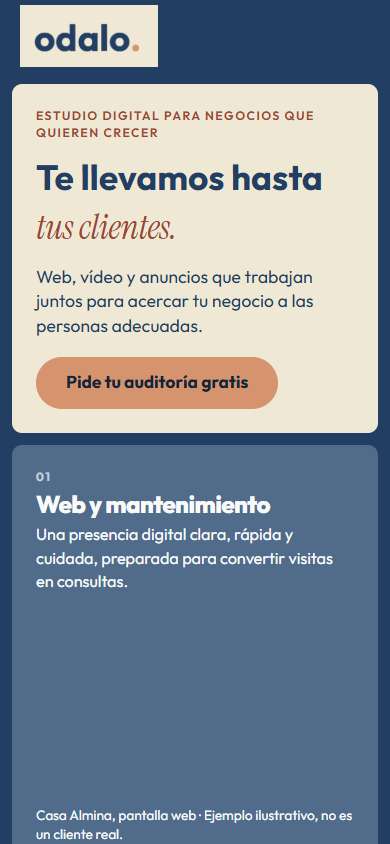 odalo.
ESTUDIO DIGITAL PARA NEGOCIOS QUE
QUIEREN CRECER
Te llevamos hasta
tus clientes.
Web, vídeo y anuncios que trabajan
juntos para acercar tu negocio a las
personas adecuadas.
Pide tu auditoría gratis
01
Web y mantenimiento
Una presencia digital clara, rápida y
cuidada, preparada para convertir visitas
en consultas.
Casa Almina, pantalla web · Ejemplo ilustrativo, no es
un cliente real.